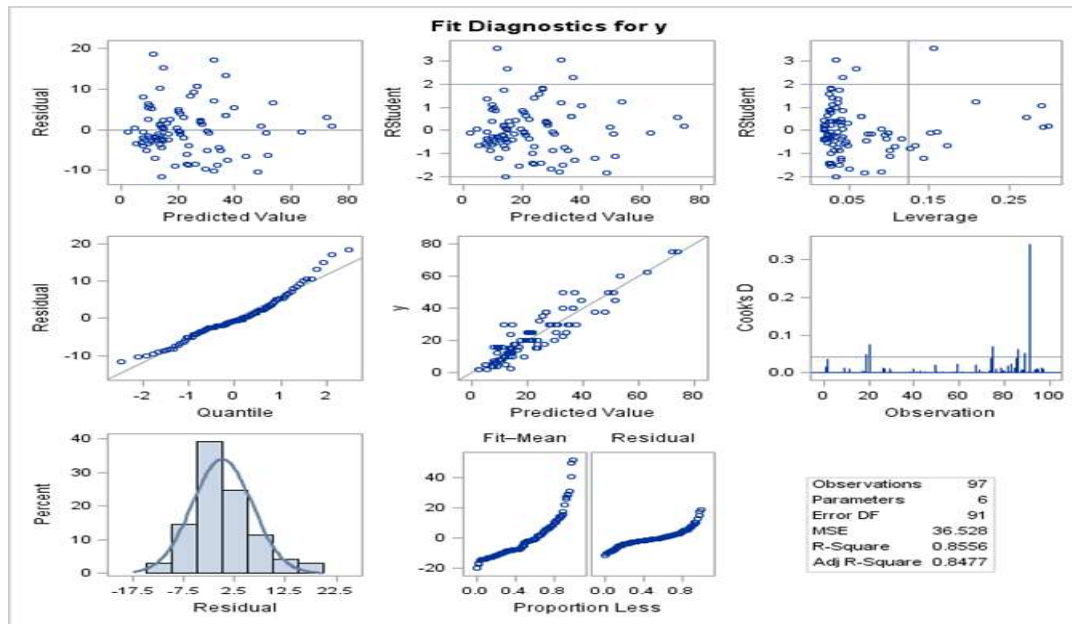 Fit Diagnostics for y
Residual
20
10
0
-10
0 20 40 60 80
Predicted Value
RStudent
3
2
1
0
-1
-2
0 20 40 60 80
Predicted Value
RStudent
3
2
1
0
-1
-2
0.05 0.15 0.25
Leverage
Residual
20
10
0
-10
-2 -1 0 1 2
Quantile
y
80
60
40
20
0
0 20 40 60 80
Predicted Value
Cook's D
0.3
0.2
0.1
0.0
0 20 40 60 80 100
Observation
Percent
40
30
20
10
0
-17.5 -7.5 2.5 12.5 22.5
Residual
Fit–Mean Residual
40
20
0
-20
0.0 0.4 0.8 0.0 0.4 0.8
Proportion Less
Observations 97
Parameters 6
Error DF 91
MSE 36.528
R-Square 0.8556
Adj R-Square 0.8477